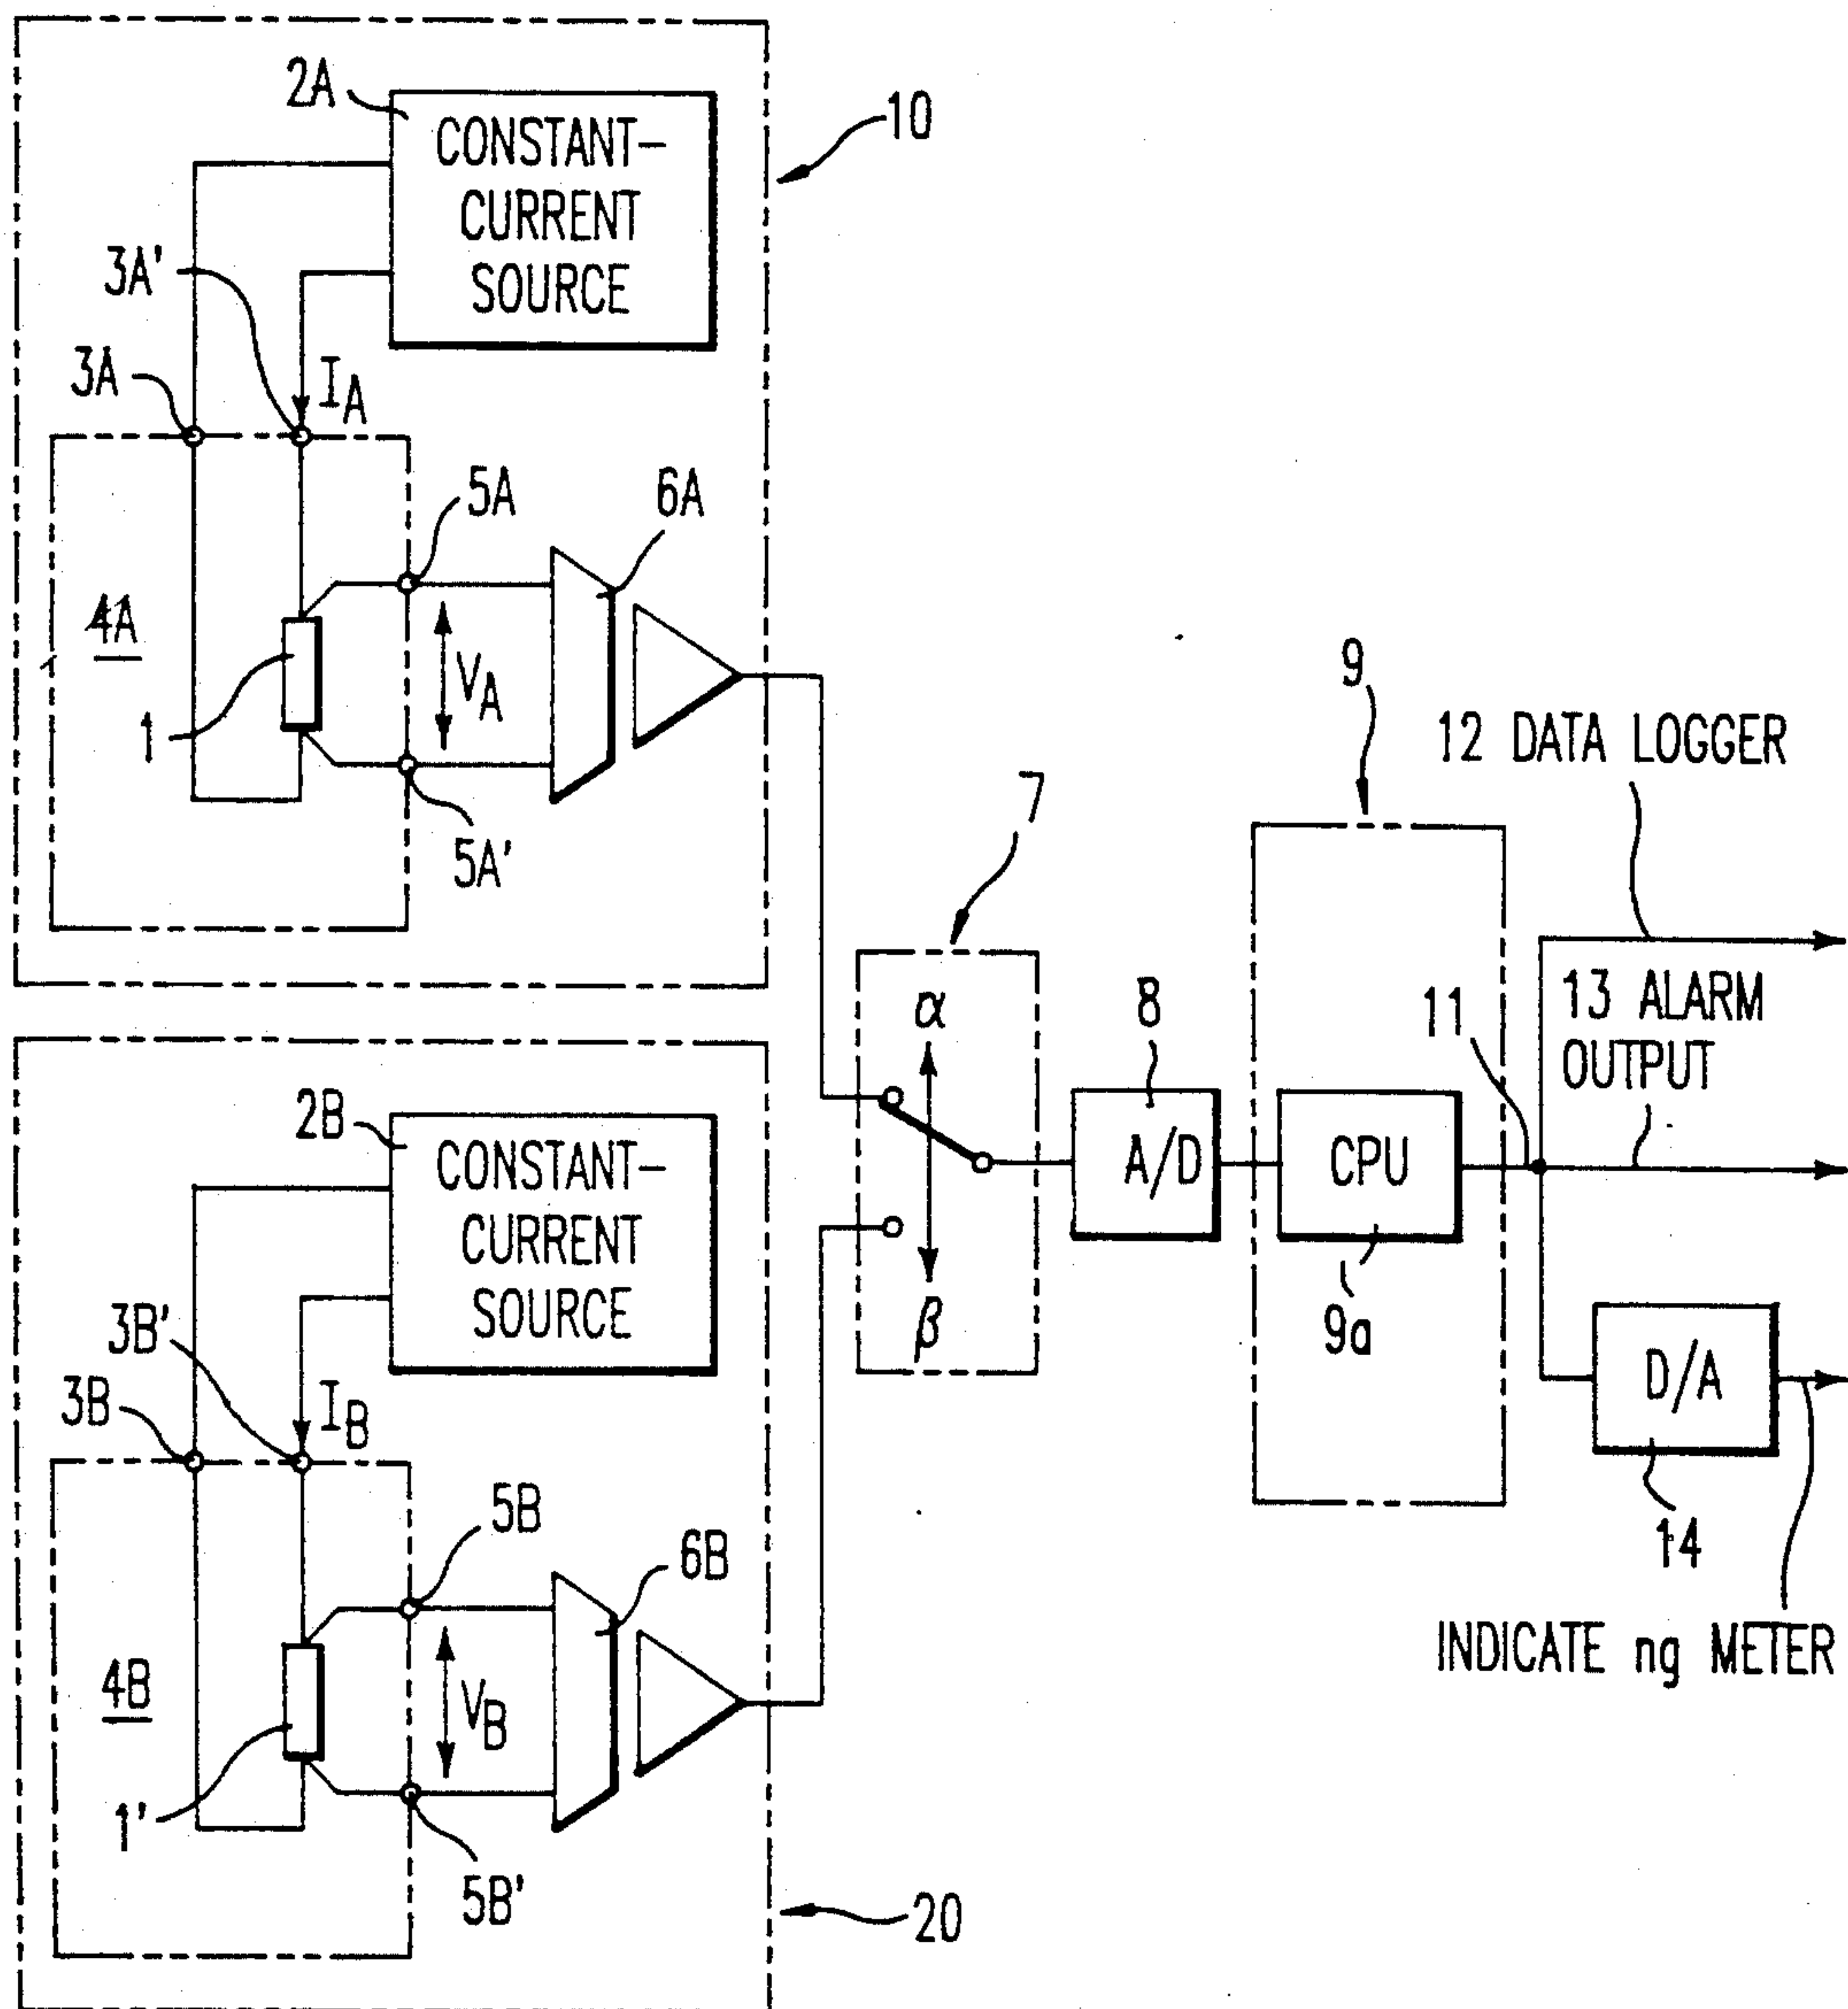 2A
CONSTANT-
CURRENT
SOURCE
10
3A'
3A
IA
5A
6A
4A
VA
1
5A'
7
9
12 DATA LOGGER
α
8
11
13 ALARM
OUTPUT
A/D
CPU
9a
β
D/A
14
INDICATE ng METER
2B
CONSTANT-
CURRENT
SOURCE
3B'
3B
IB
5B
6B
4B
VB
1'
5B'
20